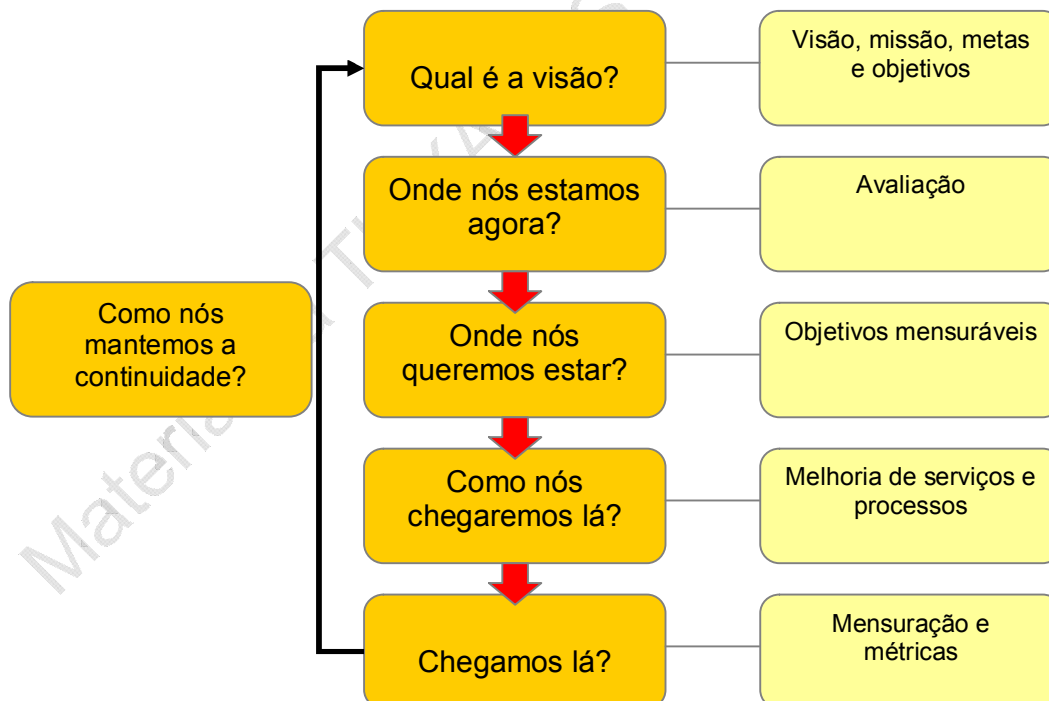 Qual é a visão?
Visão, missão, metas
e objetivos
Onde nós estamos
agora?
Avaliação
Como nós
mantemos a
continuidade?
Onde nós
queremos estar?
Objetivos mensuráveis
Como nós
chegaremos lá?
Melhoria de serviços e
processos
Chegamos lá?
Mensuração e
métricas